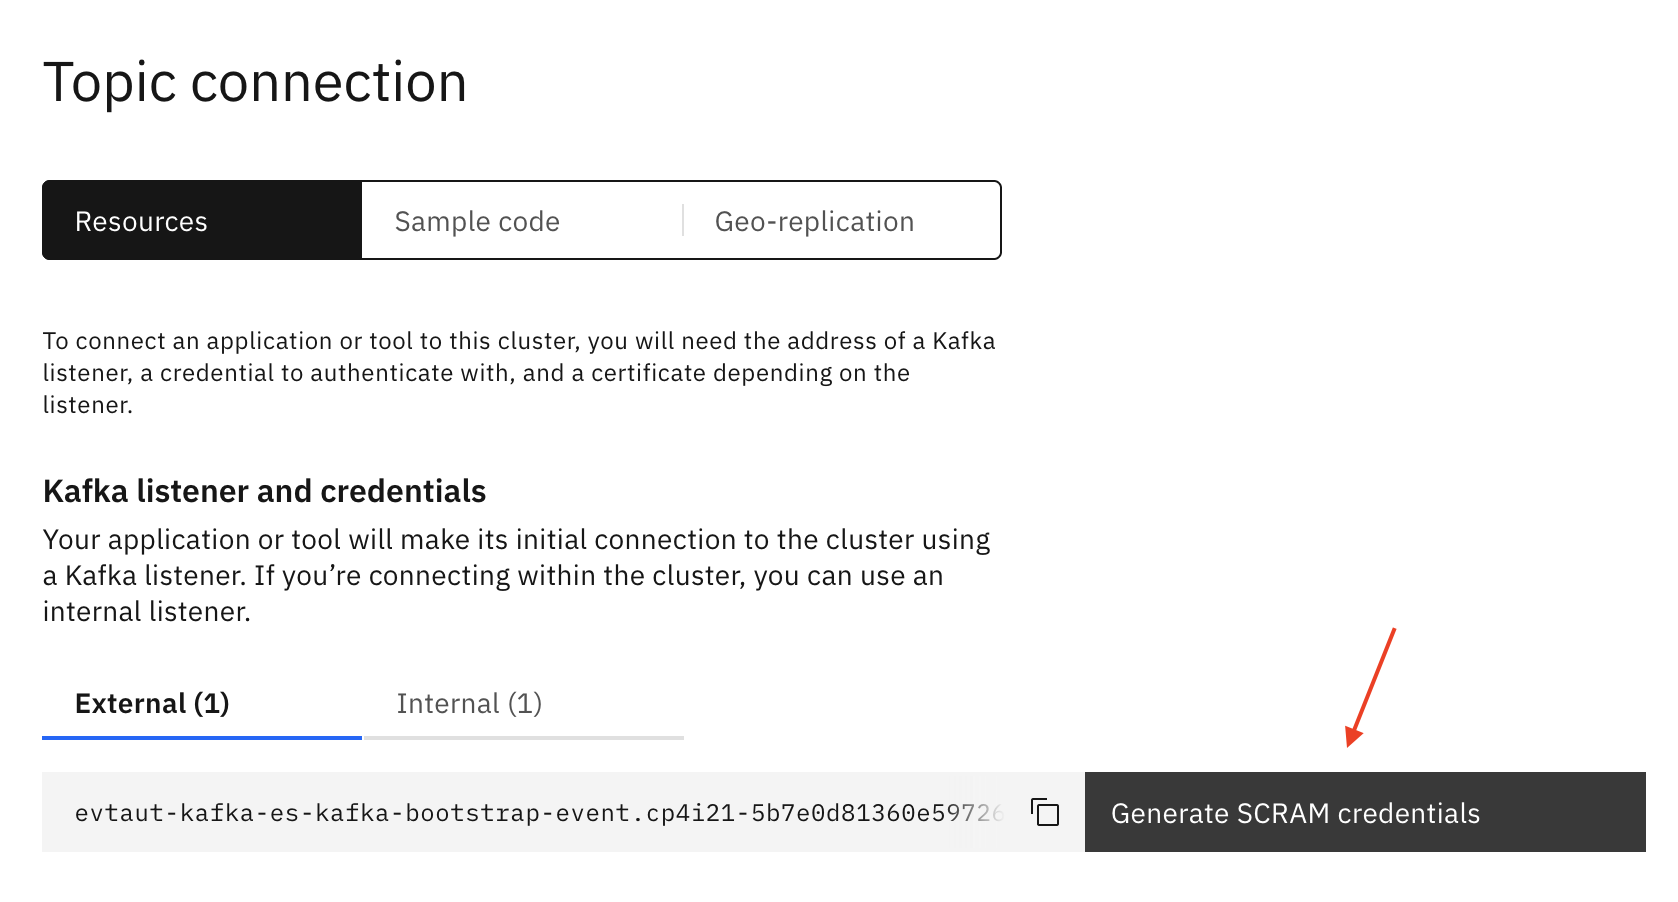 Topic connection
Resources
Sample code
Geo-replication
To connect an application or tool to this cluster, you will need the address of a Kafka
listener, a credential to authenticate with, and a certificate depending on the
listener.
Kafka listener and credentials
Your application or tool will make its initial connection to the cluster using
a Kafka listener. If you’re connecting within the cluster, you can use an
internal listener.
External (1)
Internal (1)
evtaut-kafka-es-kafka-bootstrap-event.cp4i21-5b7e0d81360e59726
Generate SCRAM credentials